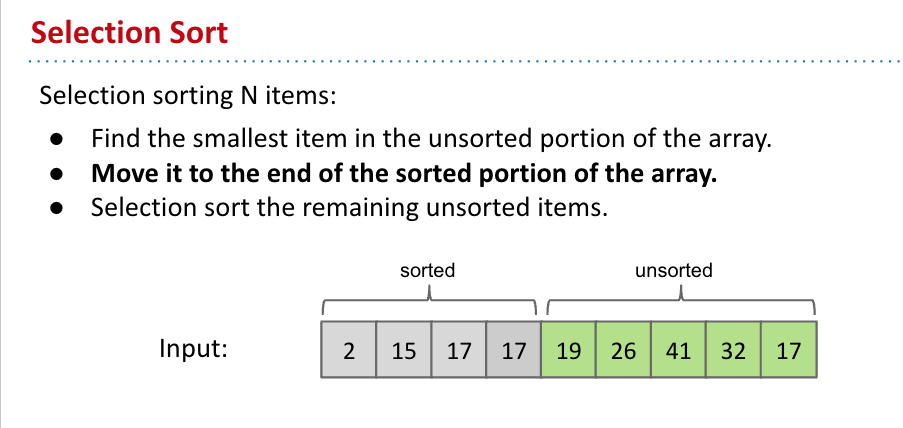 Selection Sort
Selection sorting N items:
● Find the smallest item in the unsorted portion of the array.
● Move it to the end of the sorted portion of the array.
● Selection sort the remaining unsorted items.
sorted unsorted
Input: 2 15 17 17 19 26 41 32 17